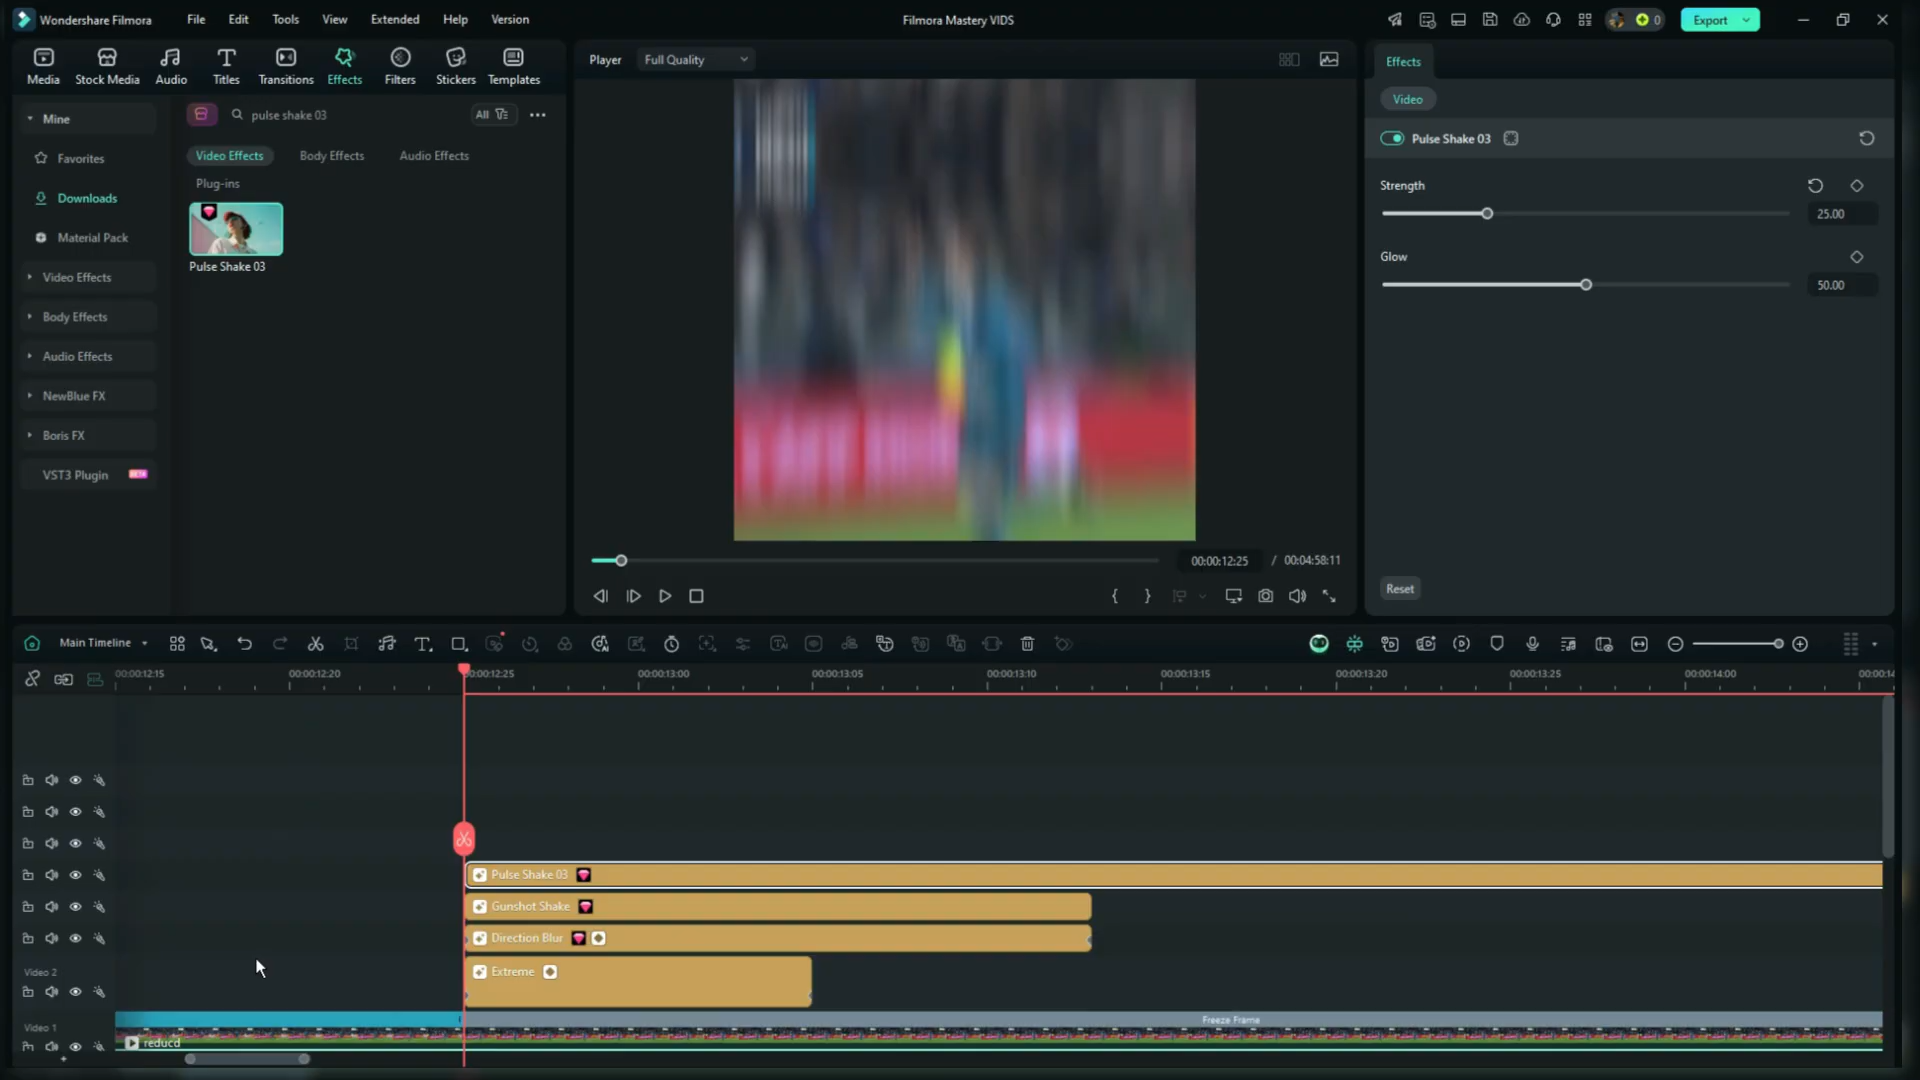 Wondershare Filmora
File
Edit
Tools
View
Extended
Help
Version
Filmora Mastery VIDS
0
Export
Media
Stock Media
Audio
Titles
Transitions
Effects
Filters
Stickers
Templates
Mine
Favorites
Downloads
Material Pack
Video Effects
Body Effects
Audio Effects
NewBlue FX
Boris FX
VST3 Plugin
BETA
pulse shake 03
All
Video Effects
Body Effects
Audio Effects
Plug-ins
Pulse Shake 03
Player
Full Quality
00:00:12:25 / 00:04:58:11
Effects
Video
Pulse Shake 03
Strength
25.00
Glow
50.00
Reset
Main Timeline
00:00:12:15
00:00:12:20
00:00:12:25
00:00:13:00
00:00:13:05
00:00:13:10
00:00:13:15
00:00:13:20
00:00:13:25
00:00:14:00
00:00:14
Pulse Shake 03
Gunshot Shake
Direction Blur
Video 2
Extreme
Video 1
Freeze Frame
reducd